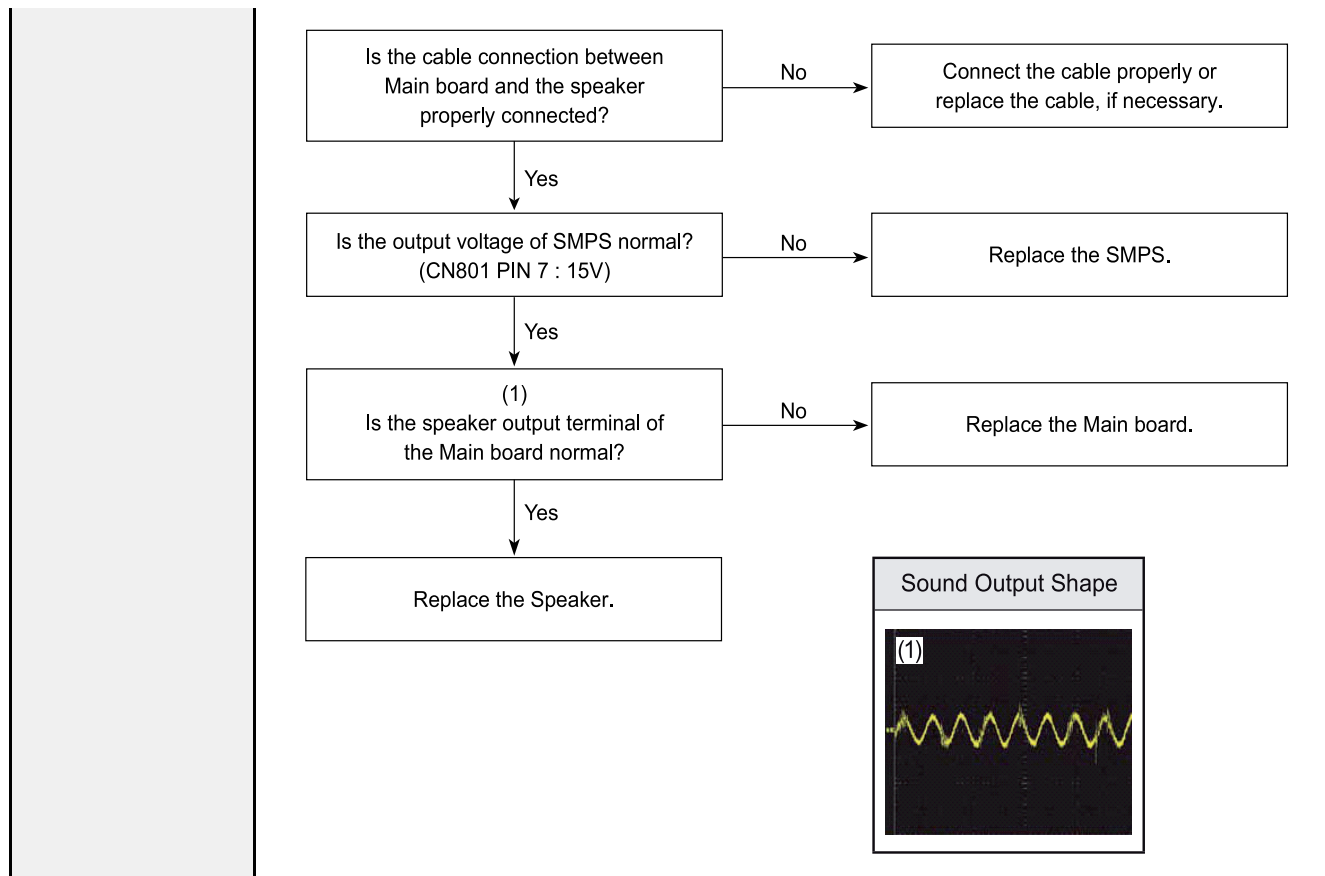 Is the cable connection between
Main board and the speaker
properly connected?
No
Connect the cable properly or
replace the cable, if necessary.
Yes
Is the output voltage of SMPS normal?
(CN801 PIN 7 : 15V)
No
Replace the SMPS.
Yes
(1)
Is the speaker output terminal of
the Main board normal?
No
Replace the Main board.
Yes
Replace the Speaker.
Sound Output Shape
(1)